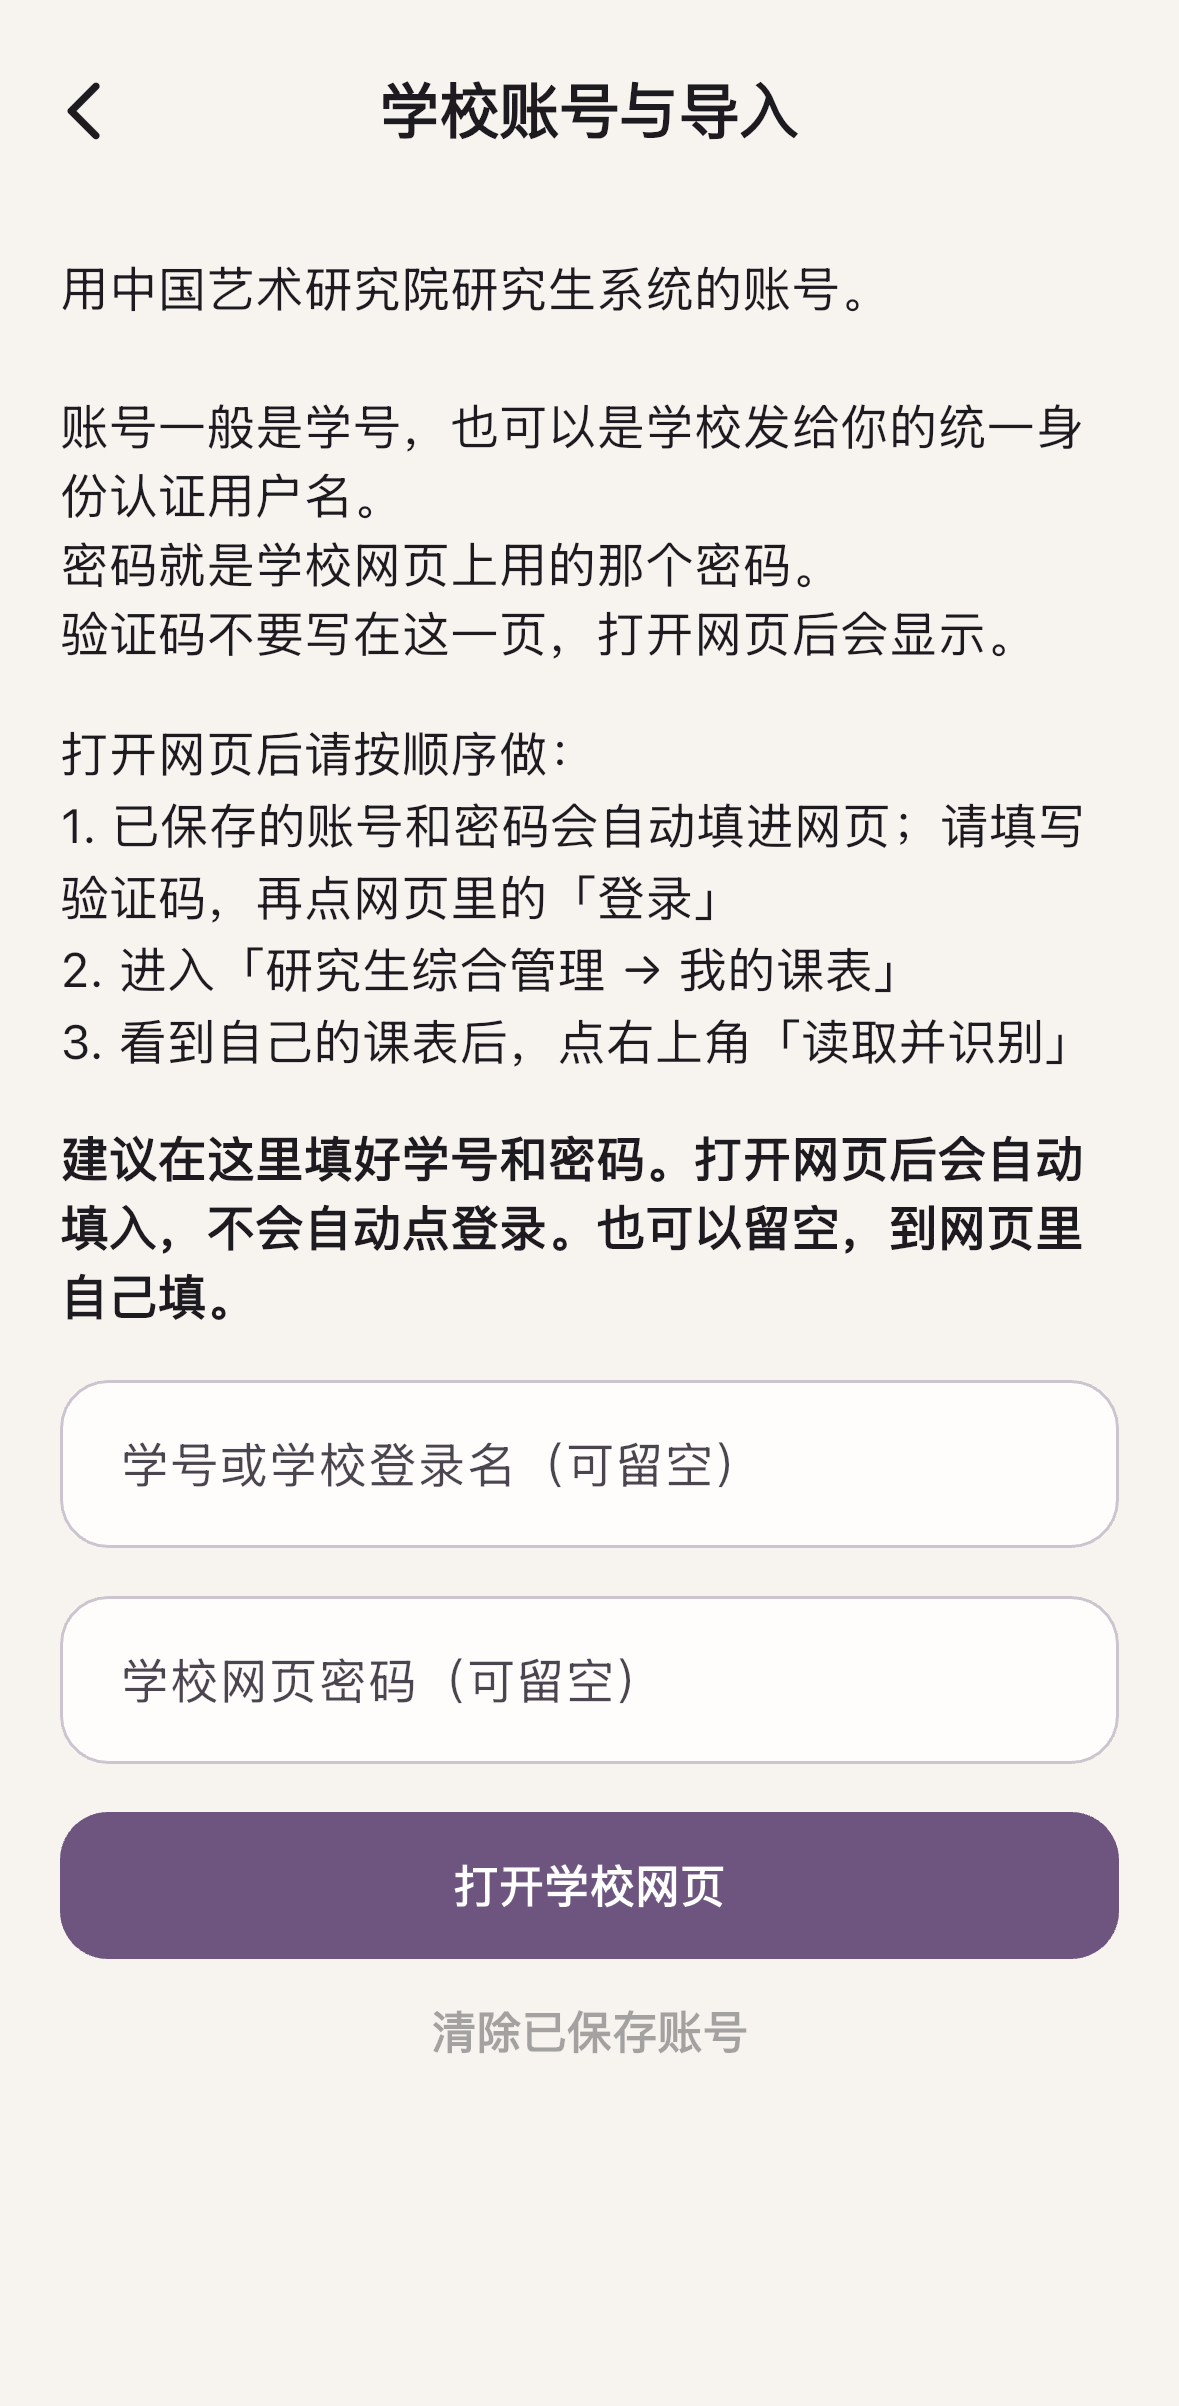 学校账号与导入
用中国艺术研究院研究生系统的账号。
账号一般是学号，也可以是学校发给你的统一身
份认证用户名。
密码就是学校网页上用的那个密码。
验证码不要写在这一页，打开网页后会显示。
打开网页后请按顺序做：
1. 已保存的账号和密码会自动填进网页；请填写
验证码，再点网页里的「登录」
2. 进入「研究生综合管理 → 我的课表」
3. 看到自己的课表后，点右上角「读取并识别」
建议在这里填好学号和密码。打开网页后会自动
填入，不会自动点登录。也可以留空，到网页里
自己填。
学号或学校登录名（可留空）
学校网页密码（可留空）
打开学校网页
清除已保存账号